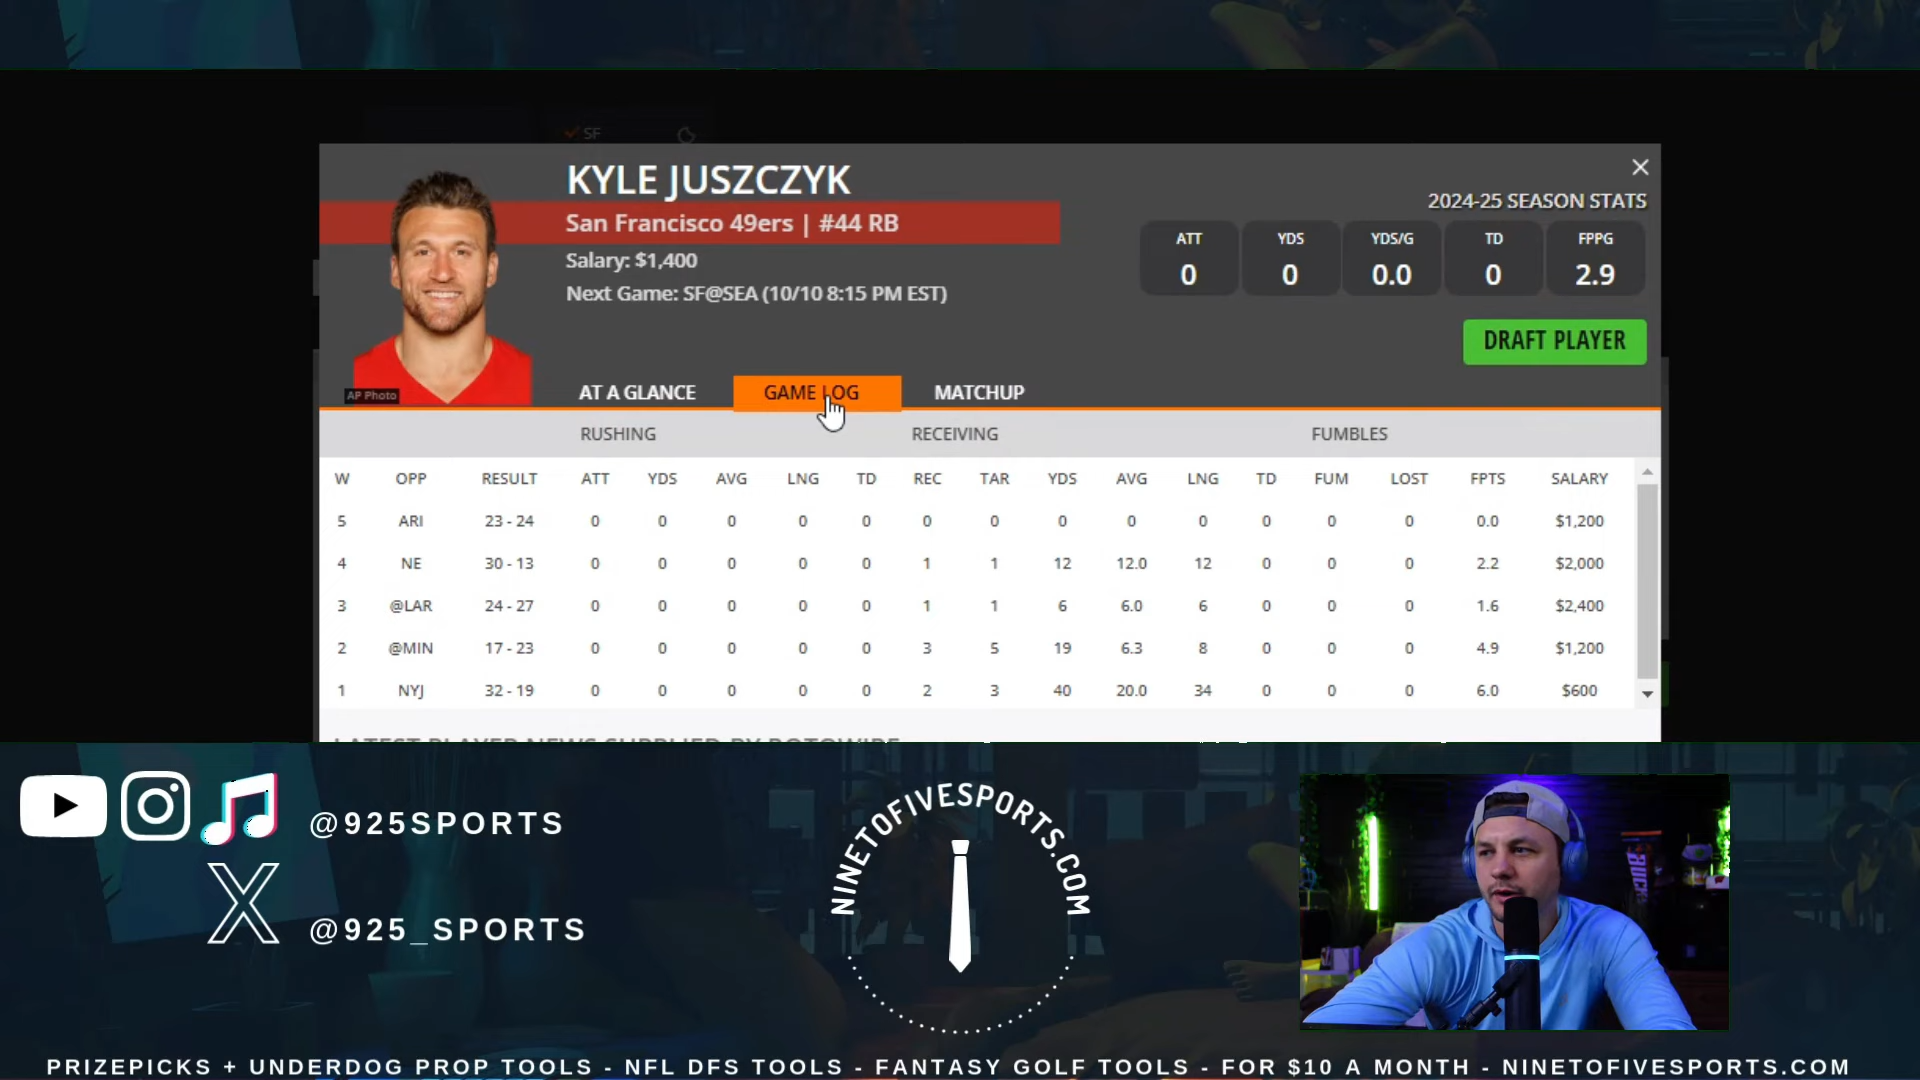 SF
KYLE JUSZCZYK
San Francisco 49ers | #44 RB
Salary: $1,400
Next Game: SF@SEA (10/10 8:15 PM EST)
AP Photo
2024-25 SEASON STATS
ATT YDS YDS/G TD FPPG
0 0 0.0 0 2.9
DRAFT PLAYER
AT A GLANCE GAME LOG MATCHUP
RUSHING RECEIVING FUMBLES
W OPP RESULT ATT YDS AVG LNG TD REC TAR YDS AVG LNG TD FUM LOST FPTS SALARY
5 ARI 23 - 24 0 0 0 0 0 0 0 0 0 0 0 0 0 0.0 $1,200
4 NE 30 - 13 0 0 0 0 0 1 1 12 12.0 12 0 0 0 2.2 $2,000
3 @LAR 24 - 27 0 0 0 0 0 1 1 6 6.0 6 0 0 0 1.6 $2,400
2 @MIN 17 - 23 0 0 0 0 0 3 5 19 6.3 8 0 0 0 4.9 $1,200
1 NYJ 32 - 19 0 0 0 0 0 2 3 40 20.0 34 0 0 0 6.0 $600
LATEST PLAYER NEWS SUPPLIED BY ROTOWIRE
@925SPORTS
@925_SPORTS
NINETOFIVESPORTS.COM
PRIZEPICKS + UNDERDOG PROP TOOLS - NFL DFS TOOLS - FANTASY GOLF TOOLS - FOR $10 A MONTH - NINETOFIVESPORTS.COM